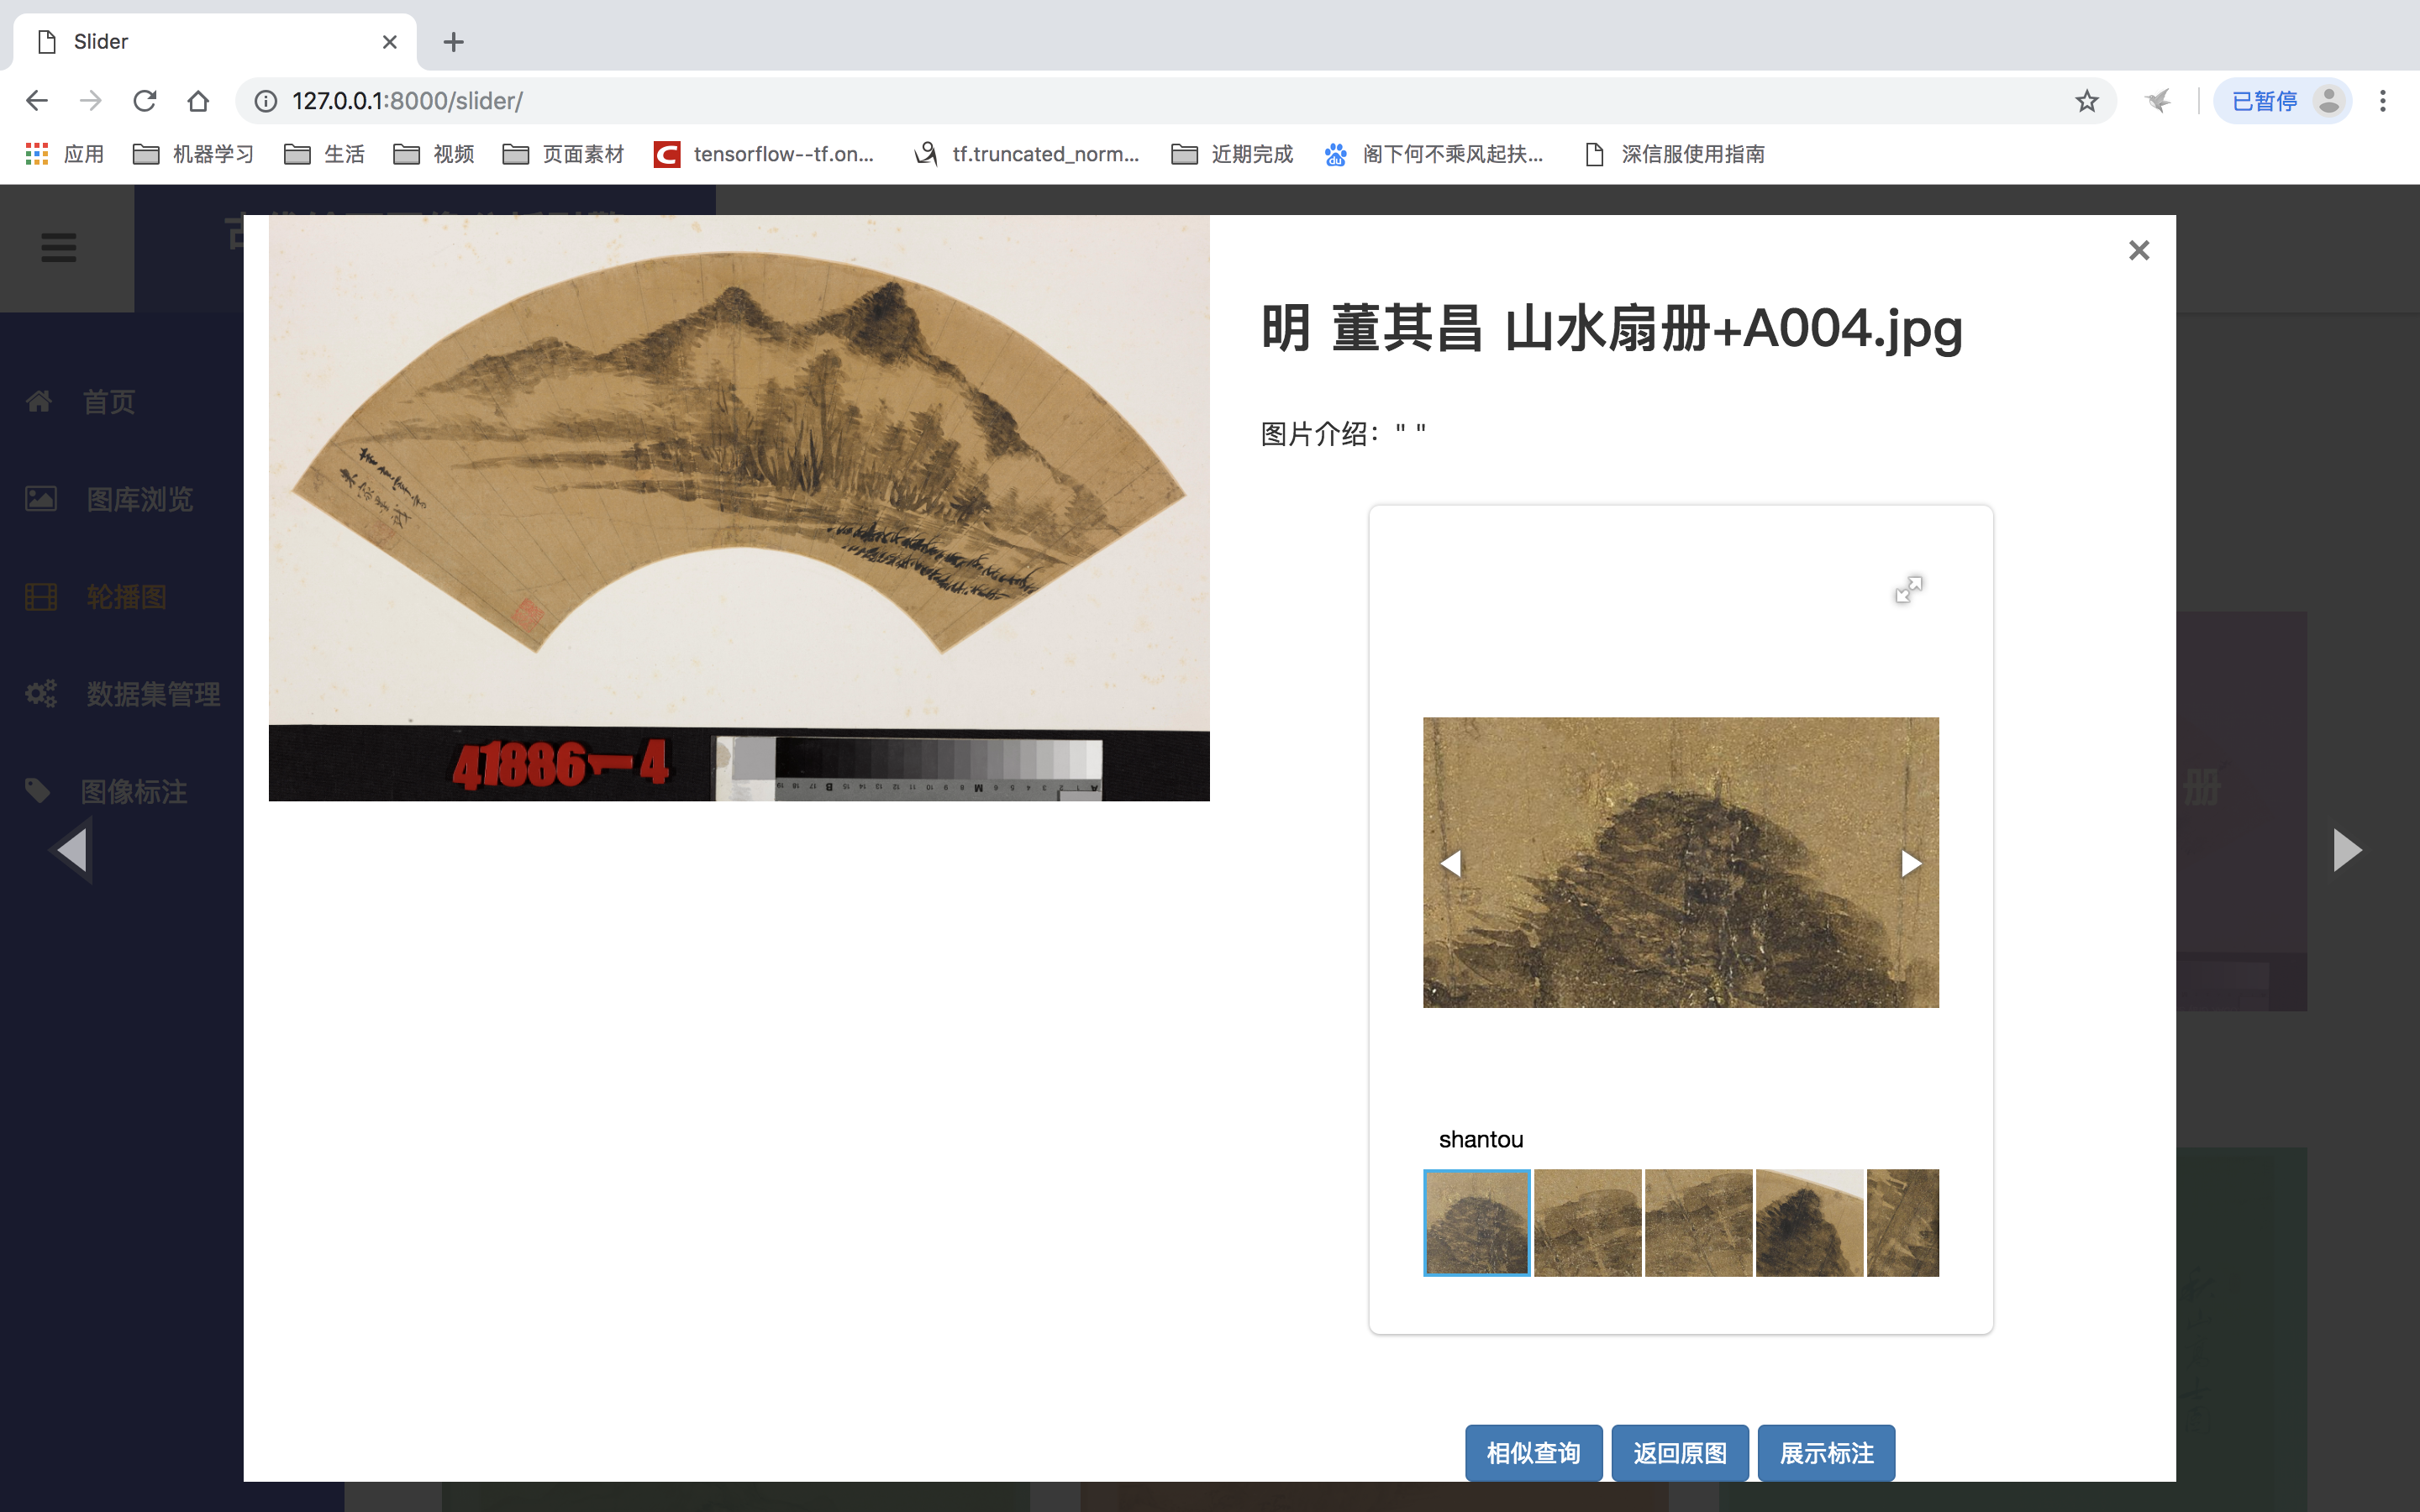 Slider
127.0.0.1:8000/slider/
已暂停
应用
机器学习
生活
视频
页面素材
tensorflow--tf.on...
tf.truncated_norm...
近期完成
阁下何不乘风起扶...
深信服使用指南
首页
图库浏览
轮播图
数据集管理
图像标注
41886-4
明 董其昌 山水扇册+A004.jpg
图片介绍：" "
册
shantou
相似查询
返回原图
展示标注